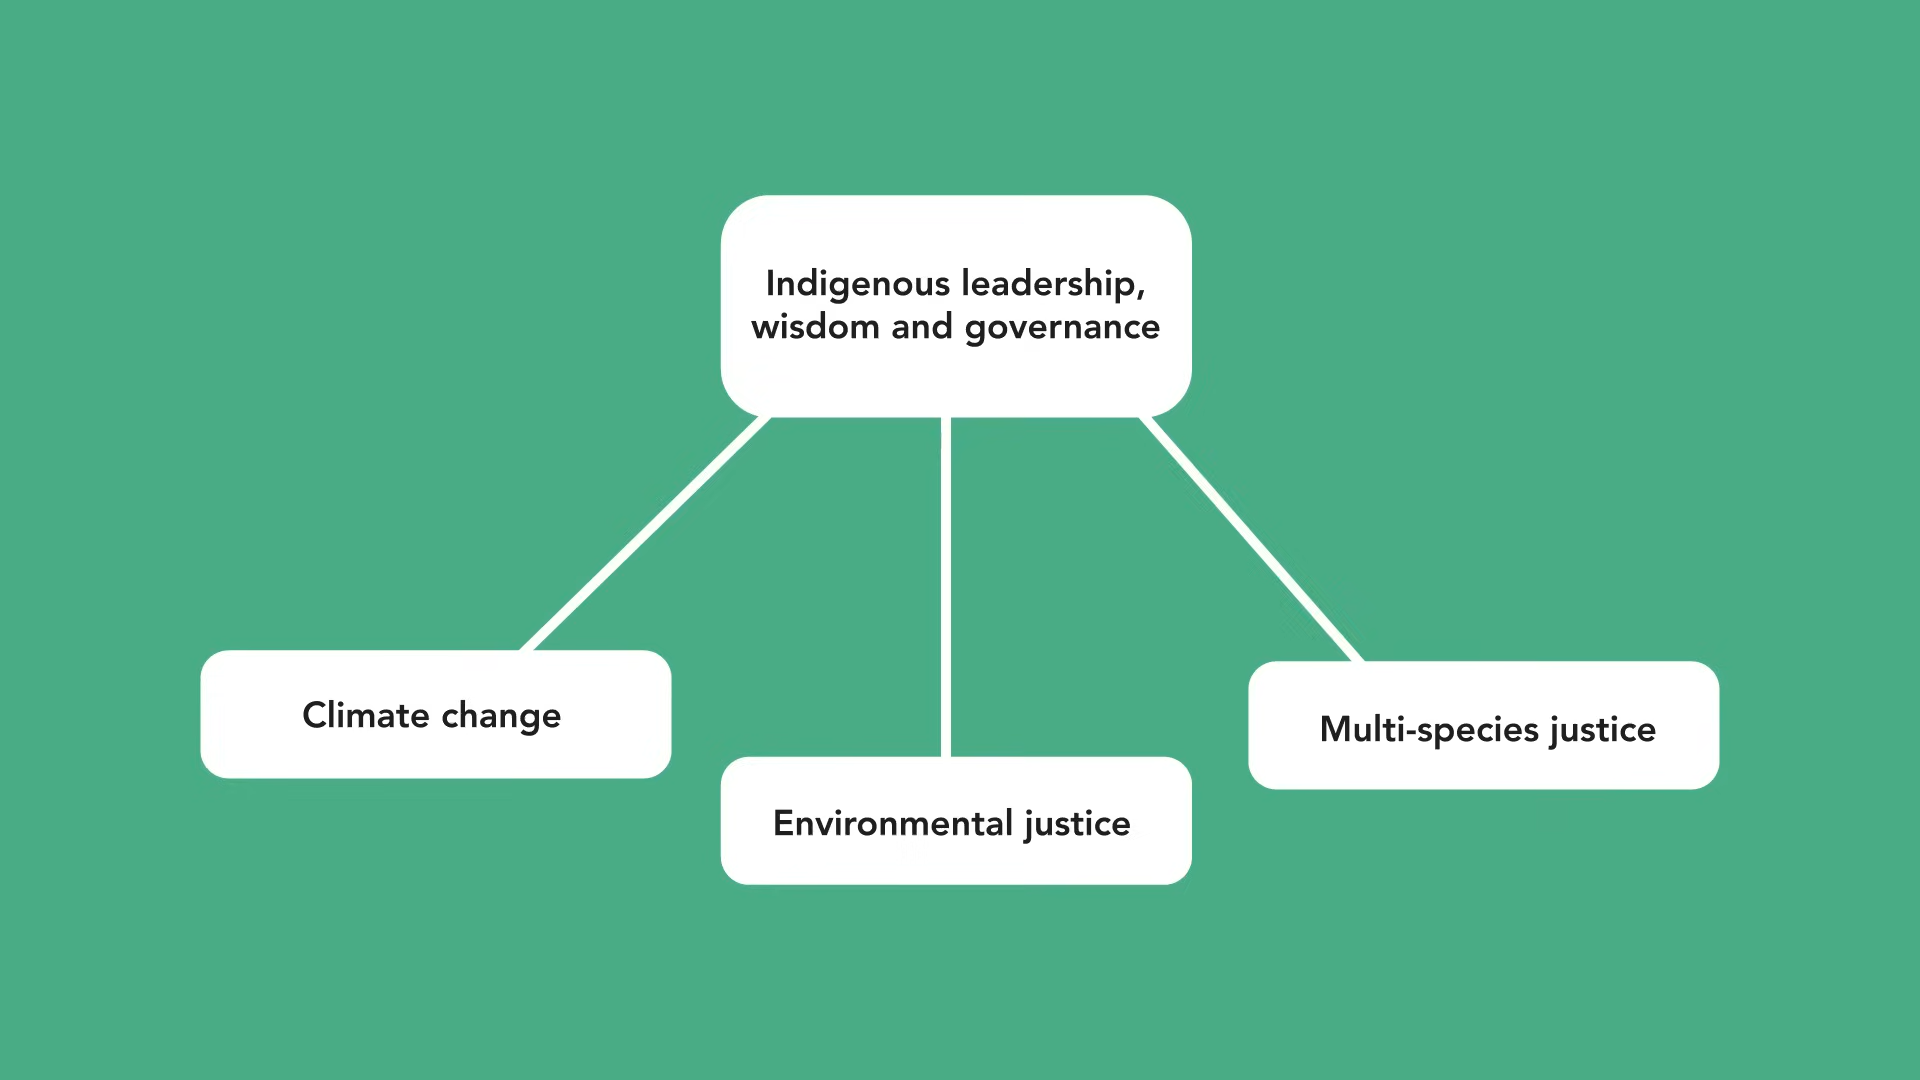 Indigenous leadership,
wisdom and governance
Climate change
Environmental justice
Multi-species justice